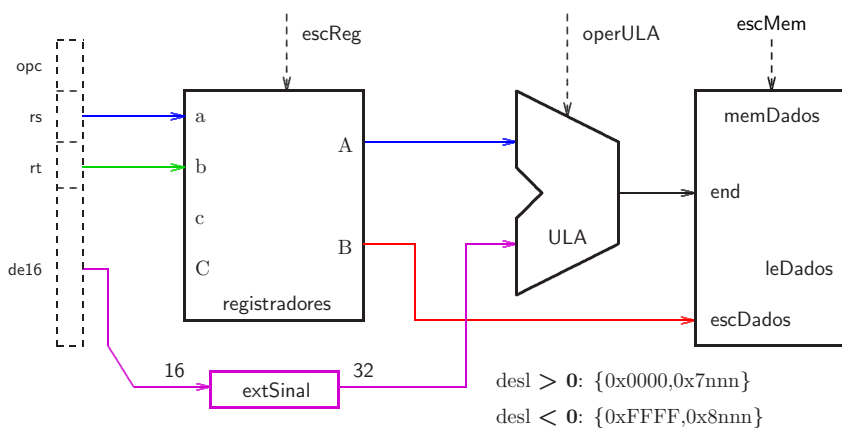 escReg
operULA
escMem
opc
rs
a
memDados
A
rt
b
end
c
B
ULA
de16
C
leDados
registradores
escDados
16
extSinal
32
desl > 0: {0x0000,0x7nnn}
desl < 0: {0xFFFF,0x8nnn}